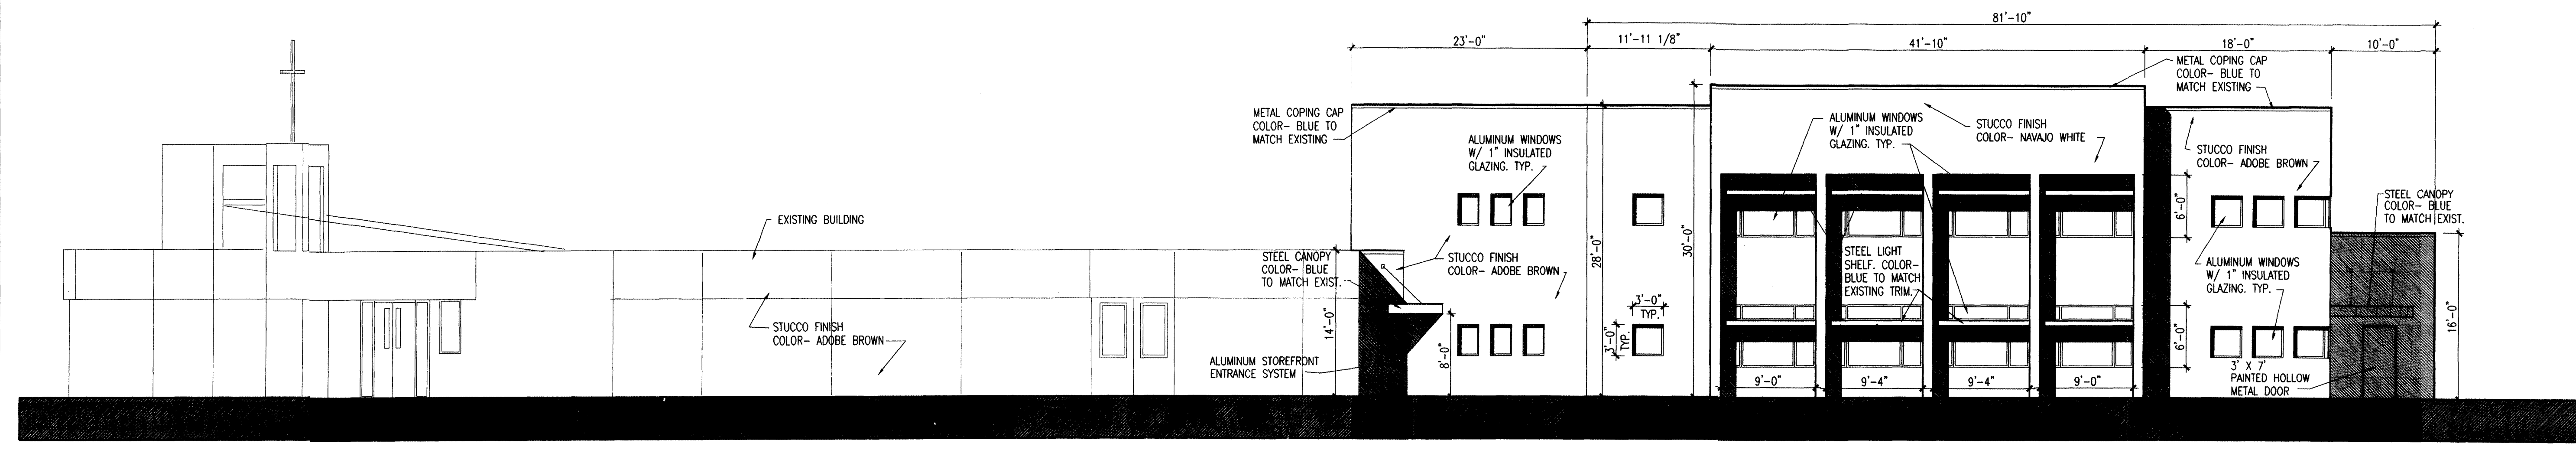 81'-10"
23'-0"
11'-11 1/8"
41'-10"
18'-0"
10'-0"
METAL COPING CAP
COLOR- BLUE TO
MATCH EXISTING
METAL COPING CAP
COLOR- BLUE TO
MATCH EXISTING
ALUMINUM WINDOWS
W/ 1" INSULATED
GLAZING. TYP.
ALUMINUM WINDOWS
W/ 1" INSULATED
GLAZING. TYP.
STUCCO FINISH
COLOR- NAVAJO WHITE
STUCCO FINISH
COLOR- ADOBE BROWN
STEEL CANOPY
COLOR- BLUE
TO MATCH EXIST.
EXISTING BUILDING
6'-0"
28'-0"
30'-0"
STEEL CANOPY
COLOR- BLUE
TO MATCH EXIST.
STUCCO FINISH
COLOR- ADOBE BROWN
STEEL LIGHT
SHELF. COLOR-
BLUE TO MATCH
EXISTING TRIM.
ALUMINUM WINDOWS
W/ 1" INSULATED
GLAZING. TYP.
3'-0"
TYP.
3'-0"
TYP.
14'-0"
8'-0"
6'-0"
16'-0"
STUCCO FINISH
COLOR- ADOBE BROWN
ALUMINUM STOREFRONT
ENTRANCE SYSTEM
9'-0"
9'-4"
9'-4"
9'-0"
3' X 7'
PAINTED HOLLOW
METAL DOOR